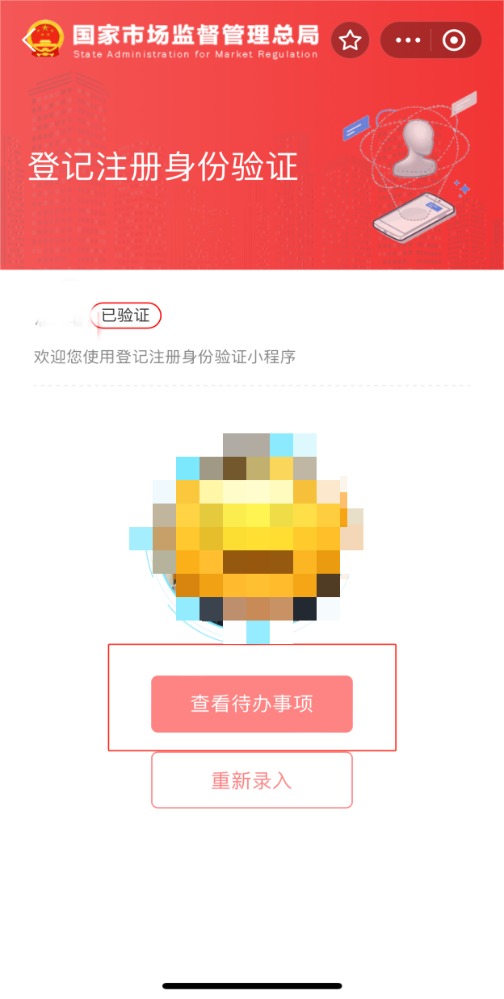 国家市场监督管理总局
State Administration for Market Regulation
登记注册身份验证
已验证
欢迎您使用登记注册身份验证小程序
查看待办事项
重新录入